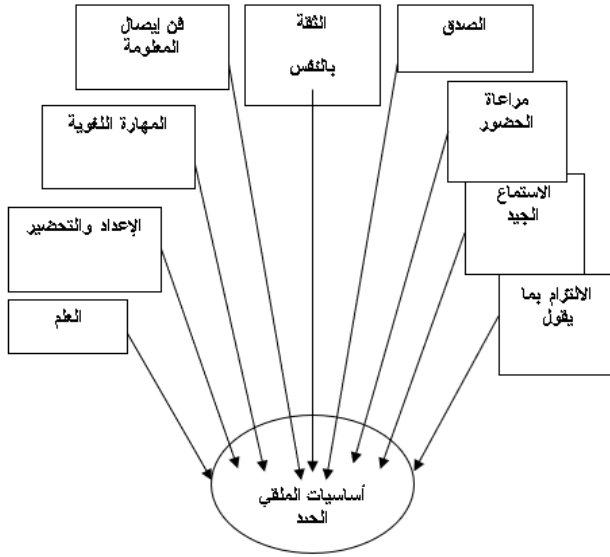 الصدق
الثقة
بالنفس
فن إيصال
المعلومة
مراعاة
الحضور
المهارة اللغوية
الاستماع
الجيد
الإعداد والتحضير
الالتزام بما
يقول
العلم
أساسيات الملقي
الجيد